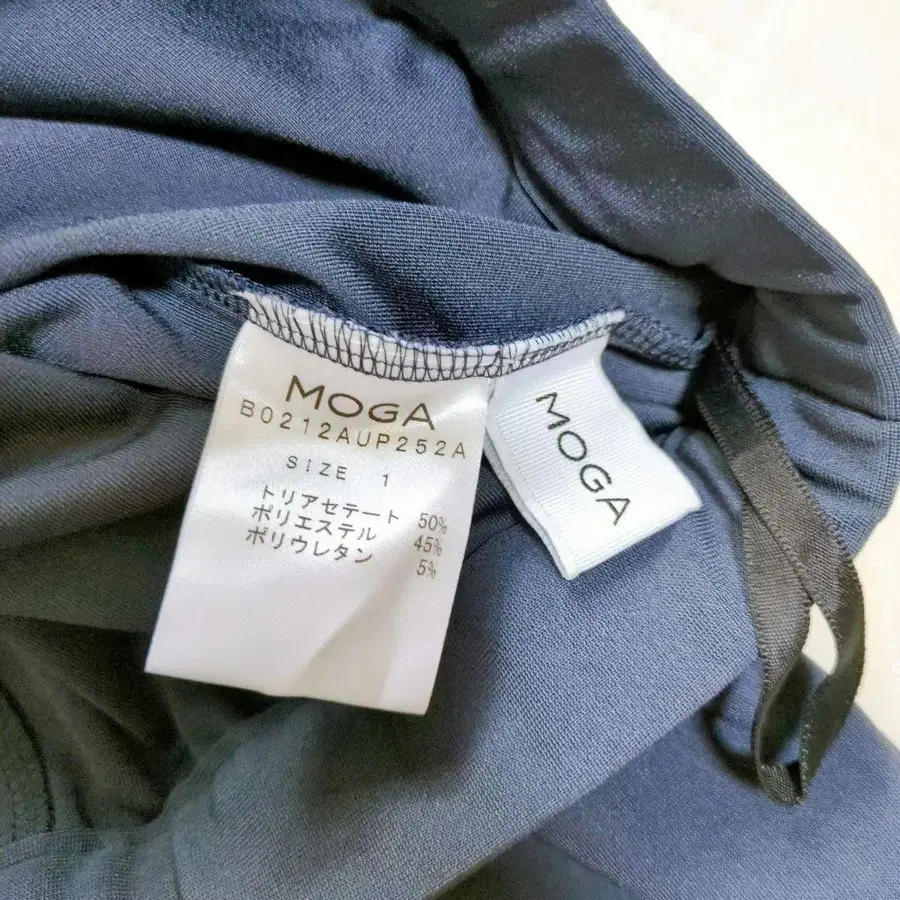 MOGA
B0212AUP252A
SIZE 1
トリアセテート 50%
ポリエステル 45%
ポリウレタン 5%
MOGA